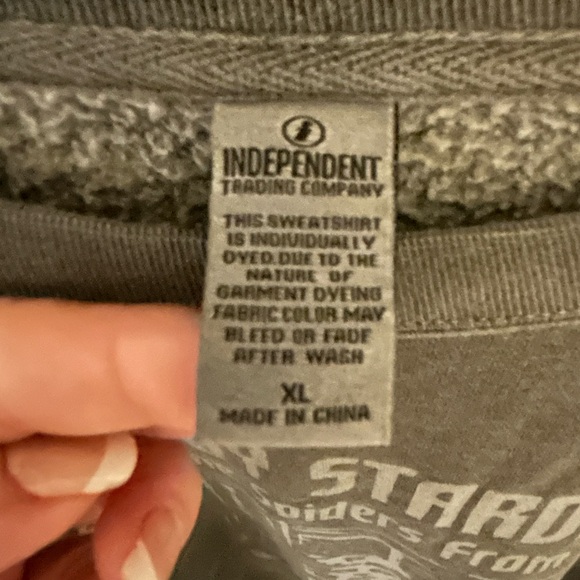 INDEPENDENT
TRADING COMPANY
THIS SWEATSHIRT
IS INDIVIDUALLY
DYED.DUE TO THE
NATURE OF
GARMENT DYEING
FABRIC COLOR MAY
BLEED OR FADE
AFTER WASH
XL
MADE IN CHINA
STARD
Spiders From